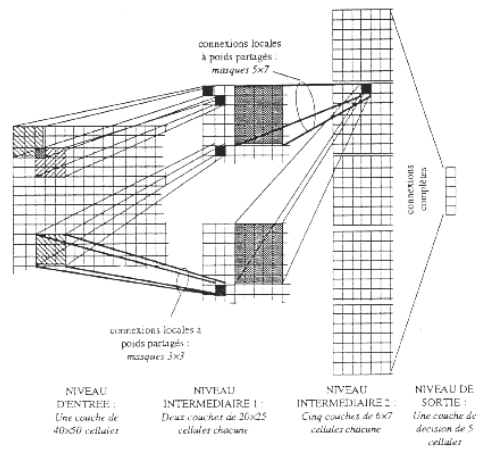 connexions locales
à poids partagés :
masques 5×7
connexions
complètes
connexions locales à
poids partagés :
masques 3×3
NIVEAU
D'ENTREE :
Une couche de
40×50 cellules
NIVEAU
INTERMEDIAIRE 1 :
Deux couches de 20×25
cellules chacune
NIVEAU
INTERMEDIAIRE 2 :
Cinq couches de 6×7
cellules chacune
NIVEAU DE
SORTIE :
Une couche de
décision de 5
cellules